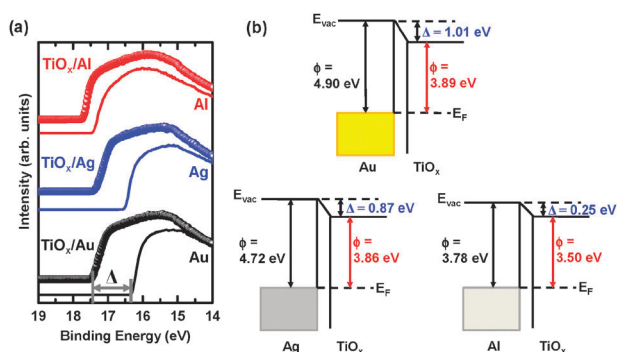 (a)
TiOₓ/Al
Al
TiOₓ/Ag
Ag
TiOₓ/Au
Au
Δ
Intensity (arb. units)
19 18 17 16 15 14
Binding Energy (eV)
(b)
Evac
Δ = 1.01 eV
ϕ =
4.90 eV
ϕ =
3.89 eV
EF
Au TiOₓ
Evac
Δ = 0.87 eV
ϕ =
4.72 eV
ϕ =
3.86 eV
EF
Ag TiOₓ
Evac
Δ = 0.25 eV
ϕ =
3.78 eV
ϕ =
3.50 eV
EF
Al TiOₓ